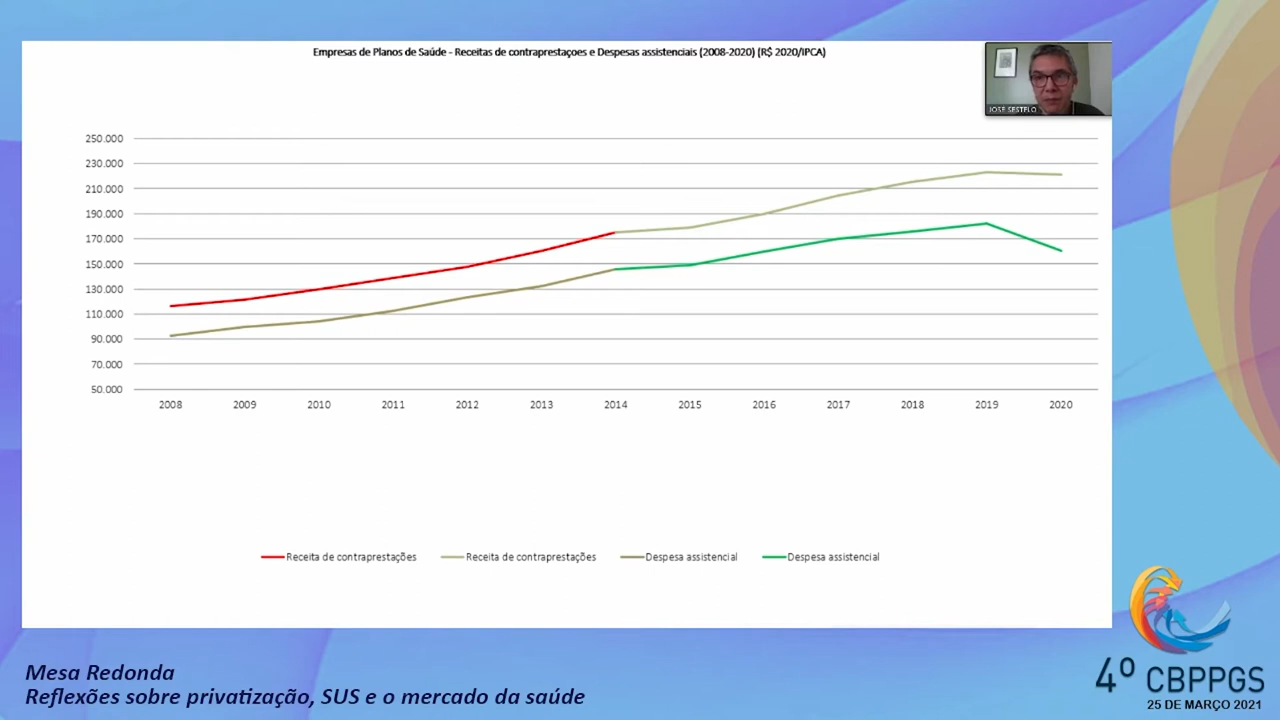 Empresas de Planos de Saúde - Receitas de contraprestaçoes e Despesas assistenciais (2008-2020) (R$ 2020/IPCA)
JOSÉ SESTELO
250.000
230.000
210.000
190.000
170.000
150.000
130.000
110.000
90.000
70.000
50.000
2008 2009 2010 2011 2012 2013 2014 2015 2016 2017 2018 2019 2020
Receita de contraprestações Receita de contraprestações Despesa assistencial Despesa assistencial
Mesa Redonda
Reflexões sobre privatização, SUS e o mercado da saúde
4º CBPPGS
25 DE MARÇO 2021